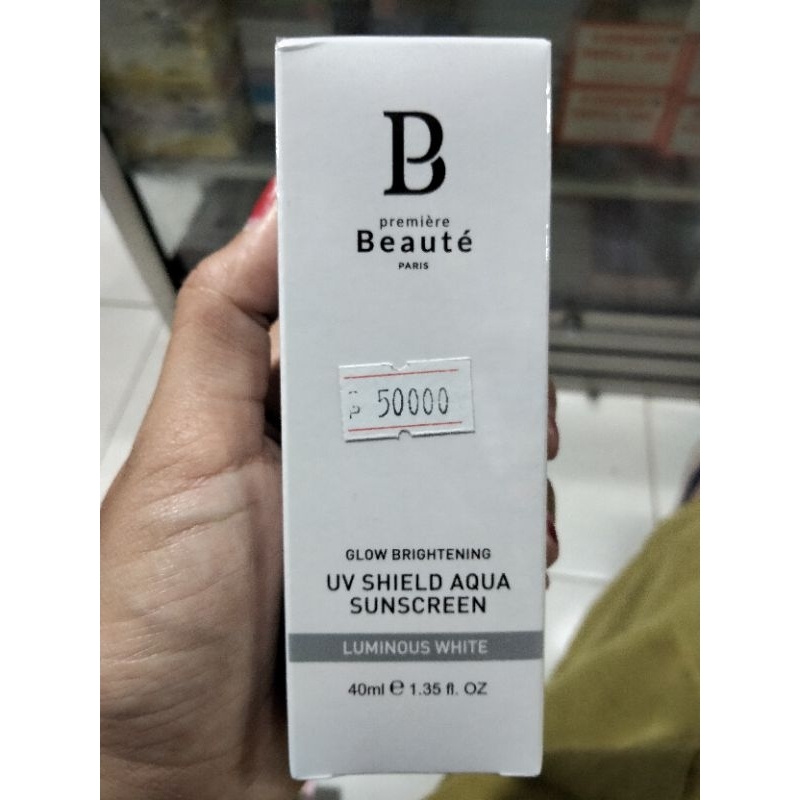 B
première
Beauté
PARIS
50000
GLOW BRIGHTENING
UV SHIELD AQUA
SUNSCREEN
LUMINOUS WHITE
40ml ℮ 1.35 fl. OZ